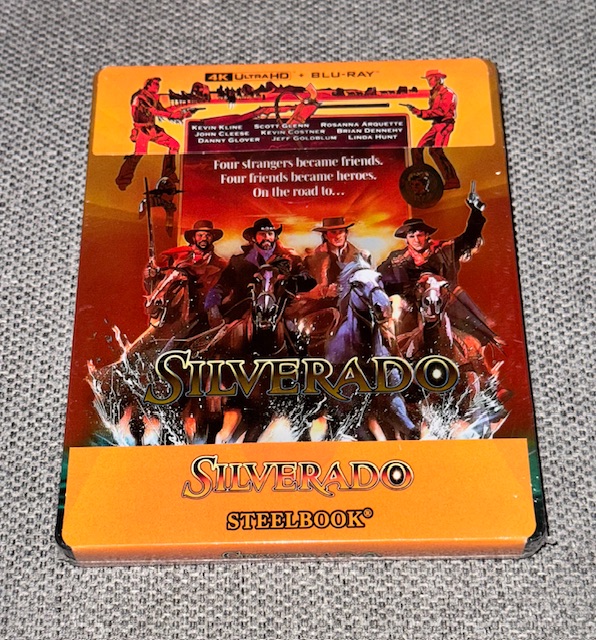 4K ULTRA HD + BLU-RAY™
KEVIN KLINE SCOTT GLENN ROSANNA ARQUETTE
JOHN CLEESE KEVIN COSTNER BRIAN DENNEHY
DANNY GLOVER JEFF GOLDBLUM LINDA HUNT
Four strangers became friends.
Four friends became heroes.
On the road to...
SILVERADO
SILVERADO
STEELBOOK®